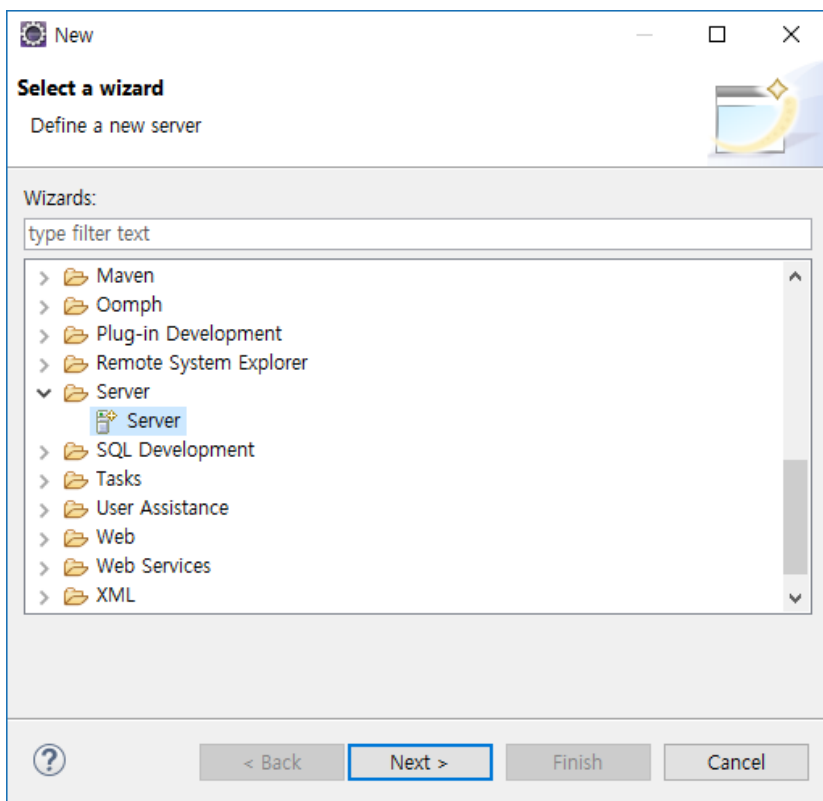 New
Select a wizard
Define a new server
Wizards:
type filter text
Maven
Oomph
Plug-in Development
Remote System Explorer
Server
Server
SQL Development
Tasks
User Assistance
Web
Web Services
XML
?
< Back Next > Finish Cancel